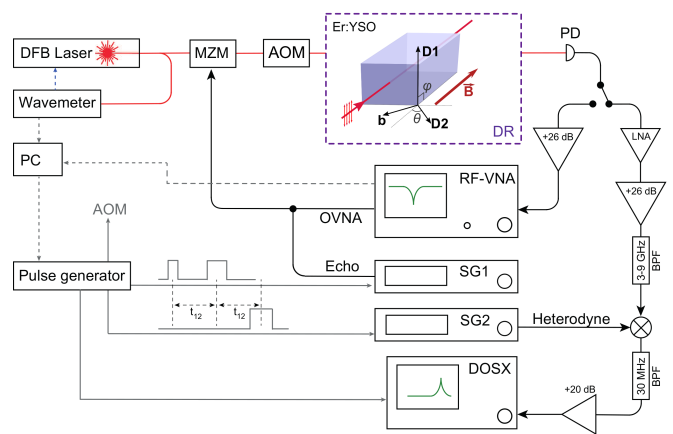 DFB Laser
MZM
AOM
Er:YSO
D1
φ
B
b
θ
D2
DR
PD
Wavemeter
PC
+26 dB
LNA
+26 dB
RF-VNA
OVNA
AOM
3-9 GHz
BPF
Pulse generator
Echo
SG1
t12
t12
SG2
Heterodyne
DOSX
30 MHz
BPF
+20 dB